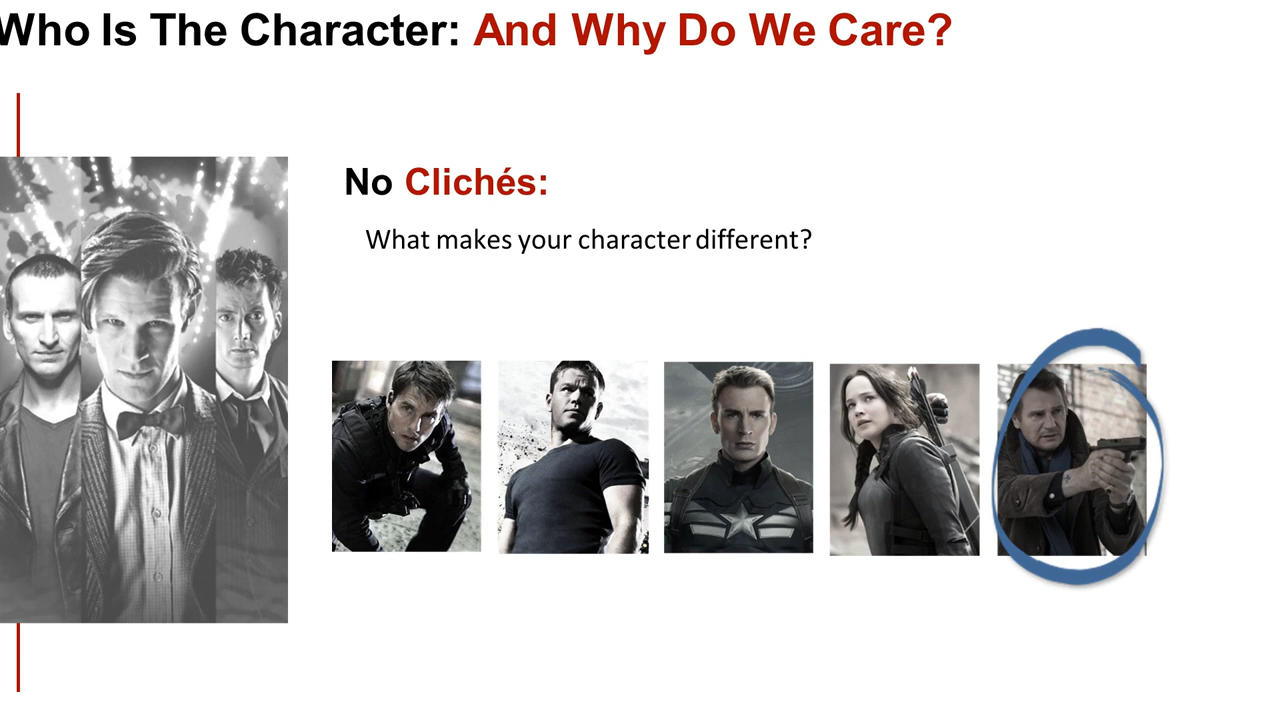 Who Is The Character: And Why Do We Care?
No Clichés:
What makes your character different?